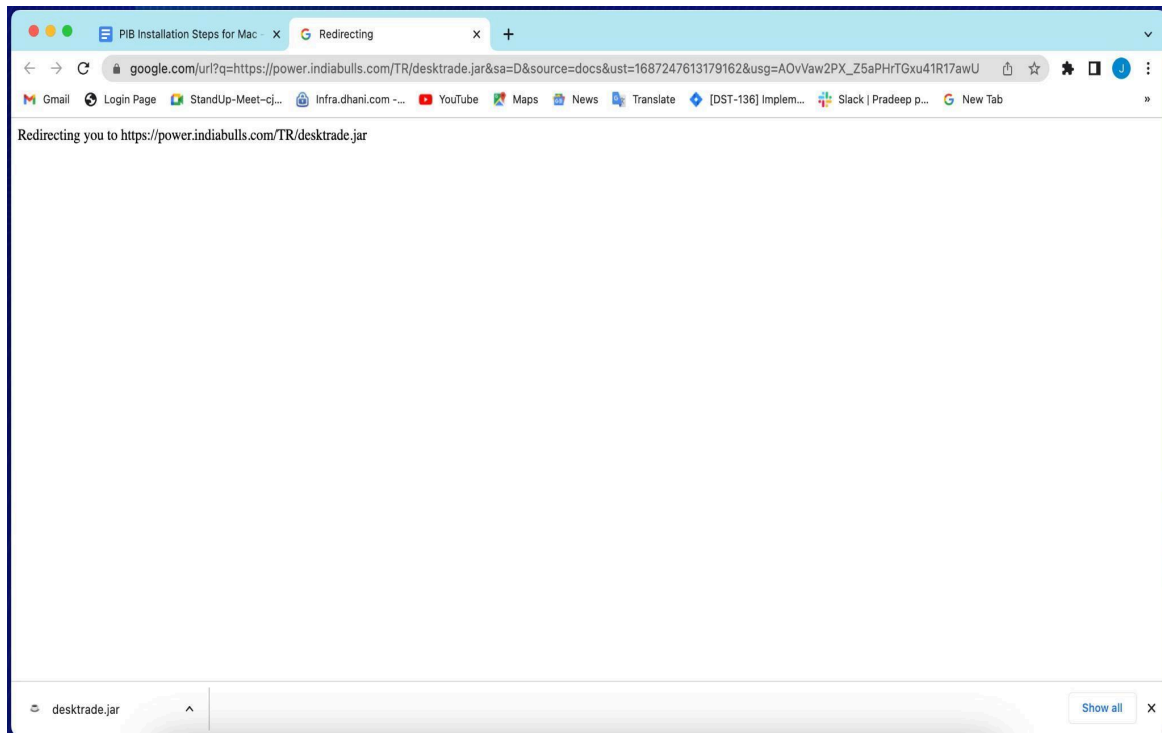 PIB Installation Steps for Mac -
Redirecting
google.com/url?q=https://power.indiabulls.com/TR/desktrade.jar&sa=D&source=docs&ust=1687247613179162&usg=AOvVaw2PX_Z5aPHrTGxu41R17awU
J
Gmail Login Page StandUp-Meet–cj... Infra.dhani.com -... YouTube Maps News Translate [DST-136] Implem... Slack | Pradeep p... New Tab
Redirecting you to https://power.indiabulls.com/TR/desktrade.jar
desktrade.jar
Show all